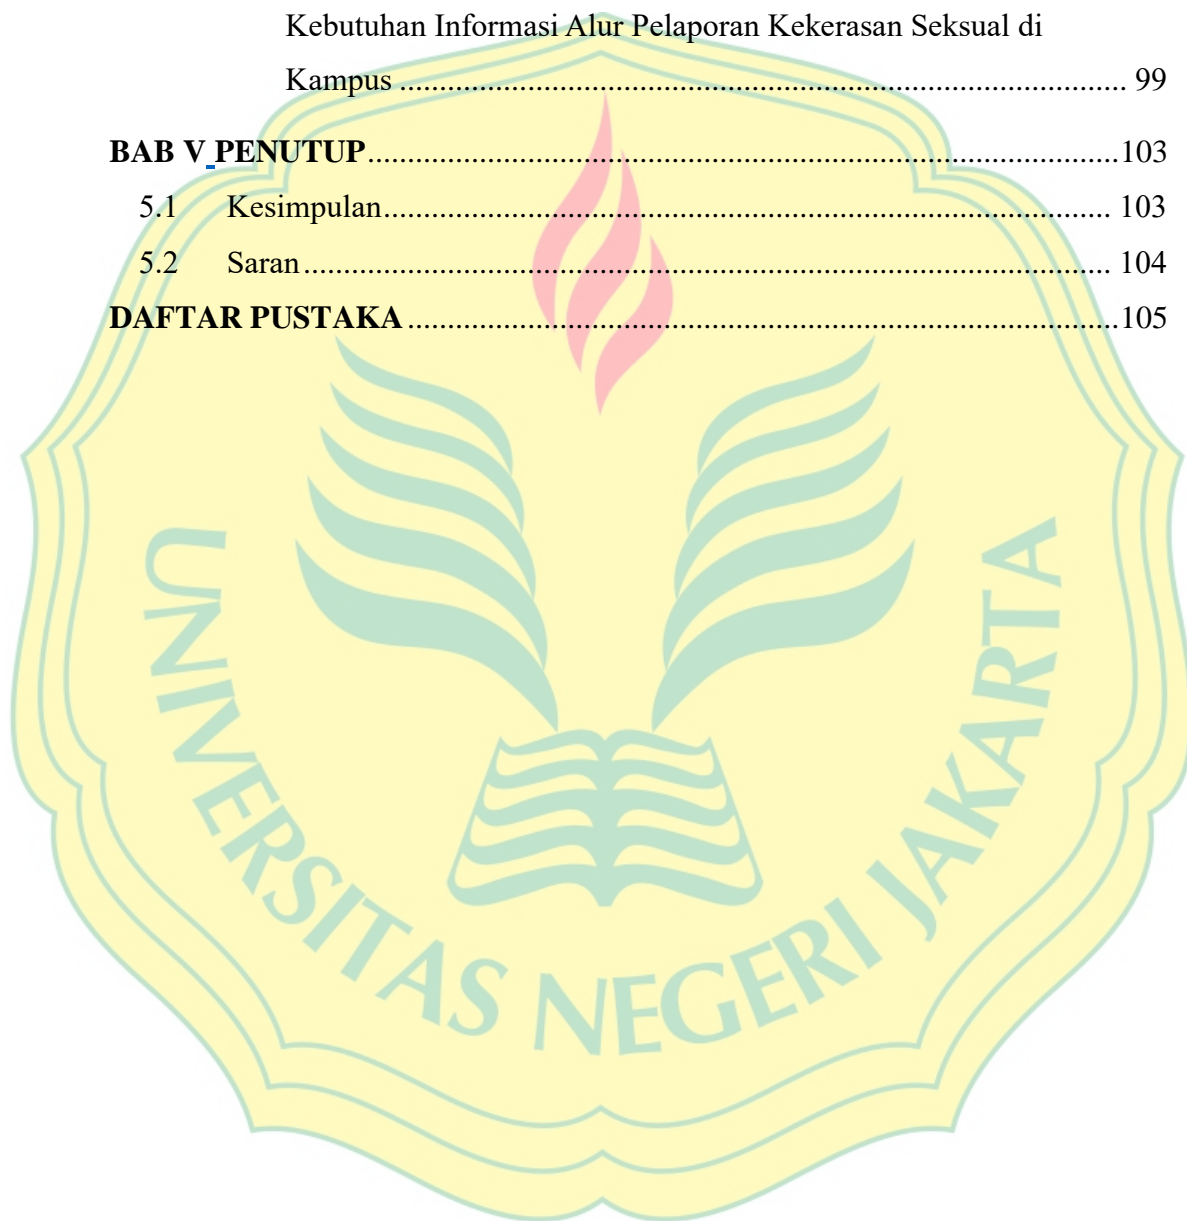 Kebutuhan Informasi Alur Pelaporan Kekerasan Seksual di
Kampus ........................................................................................... 99
BAB V PENUTUP..............................................................................................103
5.1 Kesimpulan........................................................................................... 103
5.2 Saran ..................................................................................................... 104
DAFTAR PUSTAKA .........................................................................................105
UNIVERSITAS NEGERI JAKARTA